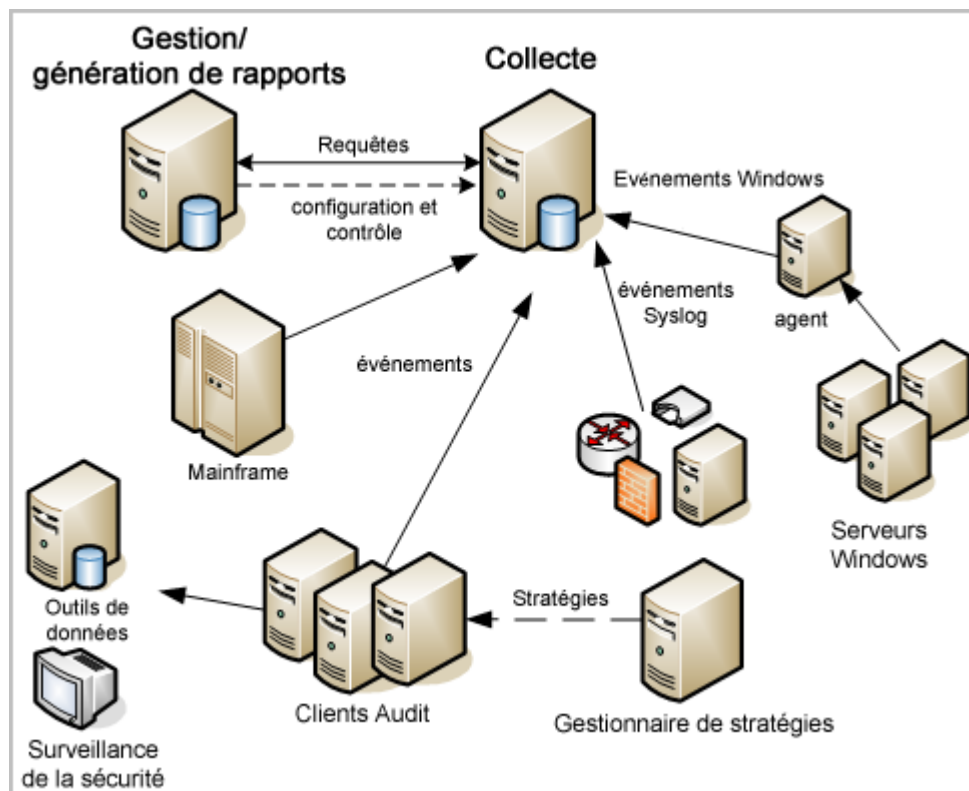 Gestion/
génération de rapports
Collecte
Requêtes
configuration et
contrôle
Evénements Windows
agent
événements
Syslog
événements
Mainframe
Serveurs
Windows
Outils de
données
Stratégies
Clients Audit
Gestionnaire de stratégies
Surveillance
de la sécurité